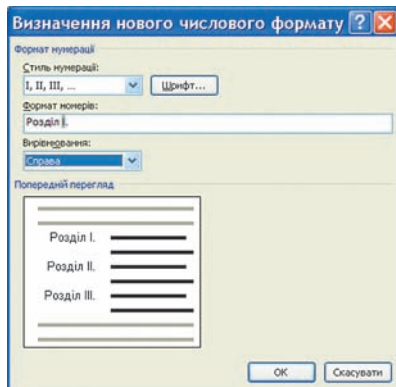 Визначення нового числового формату
Формат нумерації
Стиль нумерації:
I, II, III, ...
Шрифт...
Формат номерів:
Розділ I.
Вирівнювання:
Справа
Попередній перегляд
Розділ I.
Розділ II.
Розділ III.
ОК
Скасувати